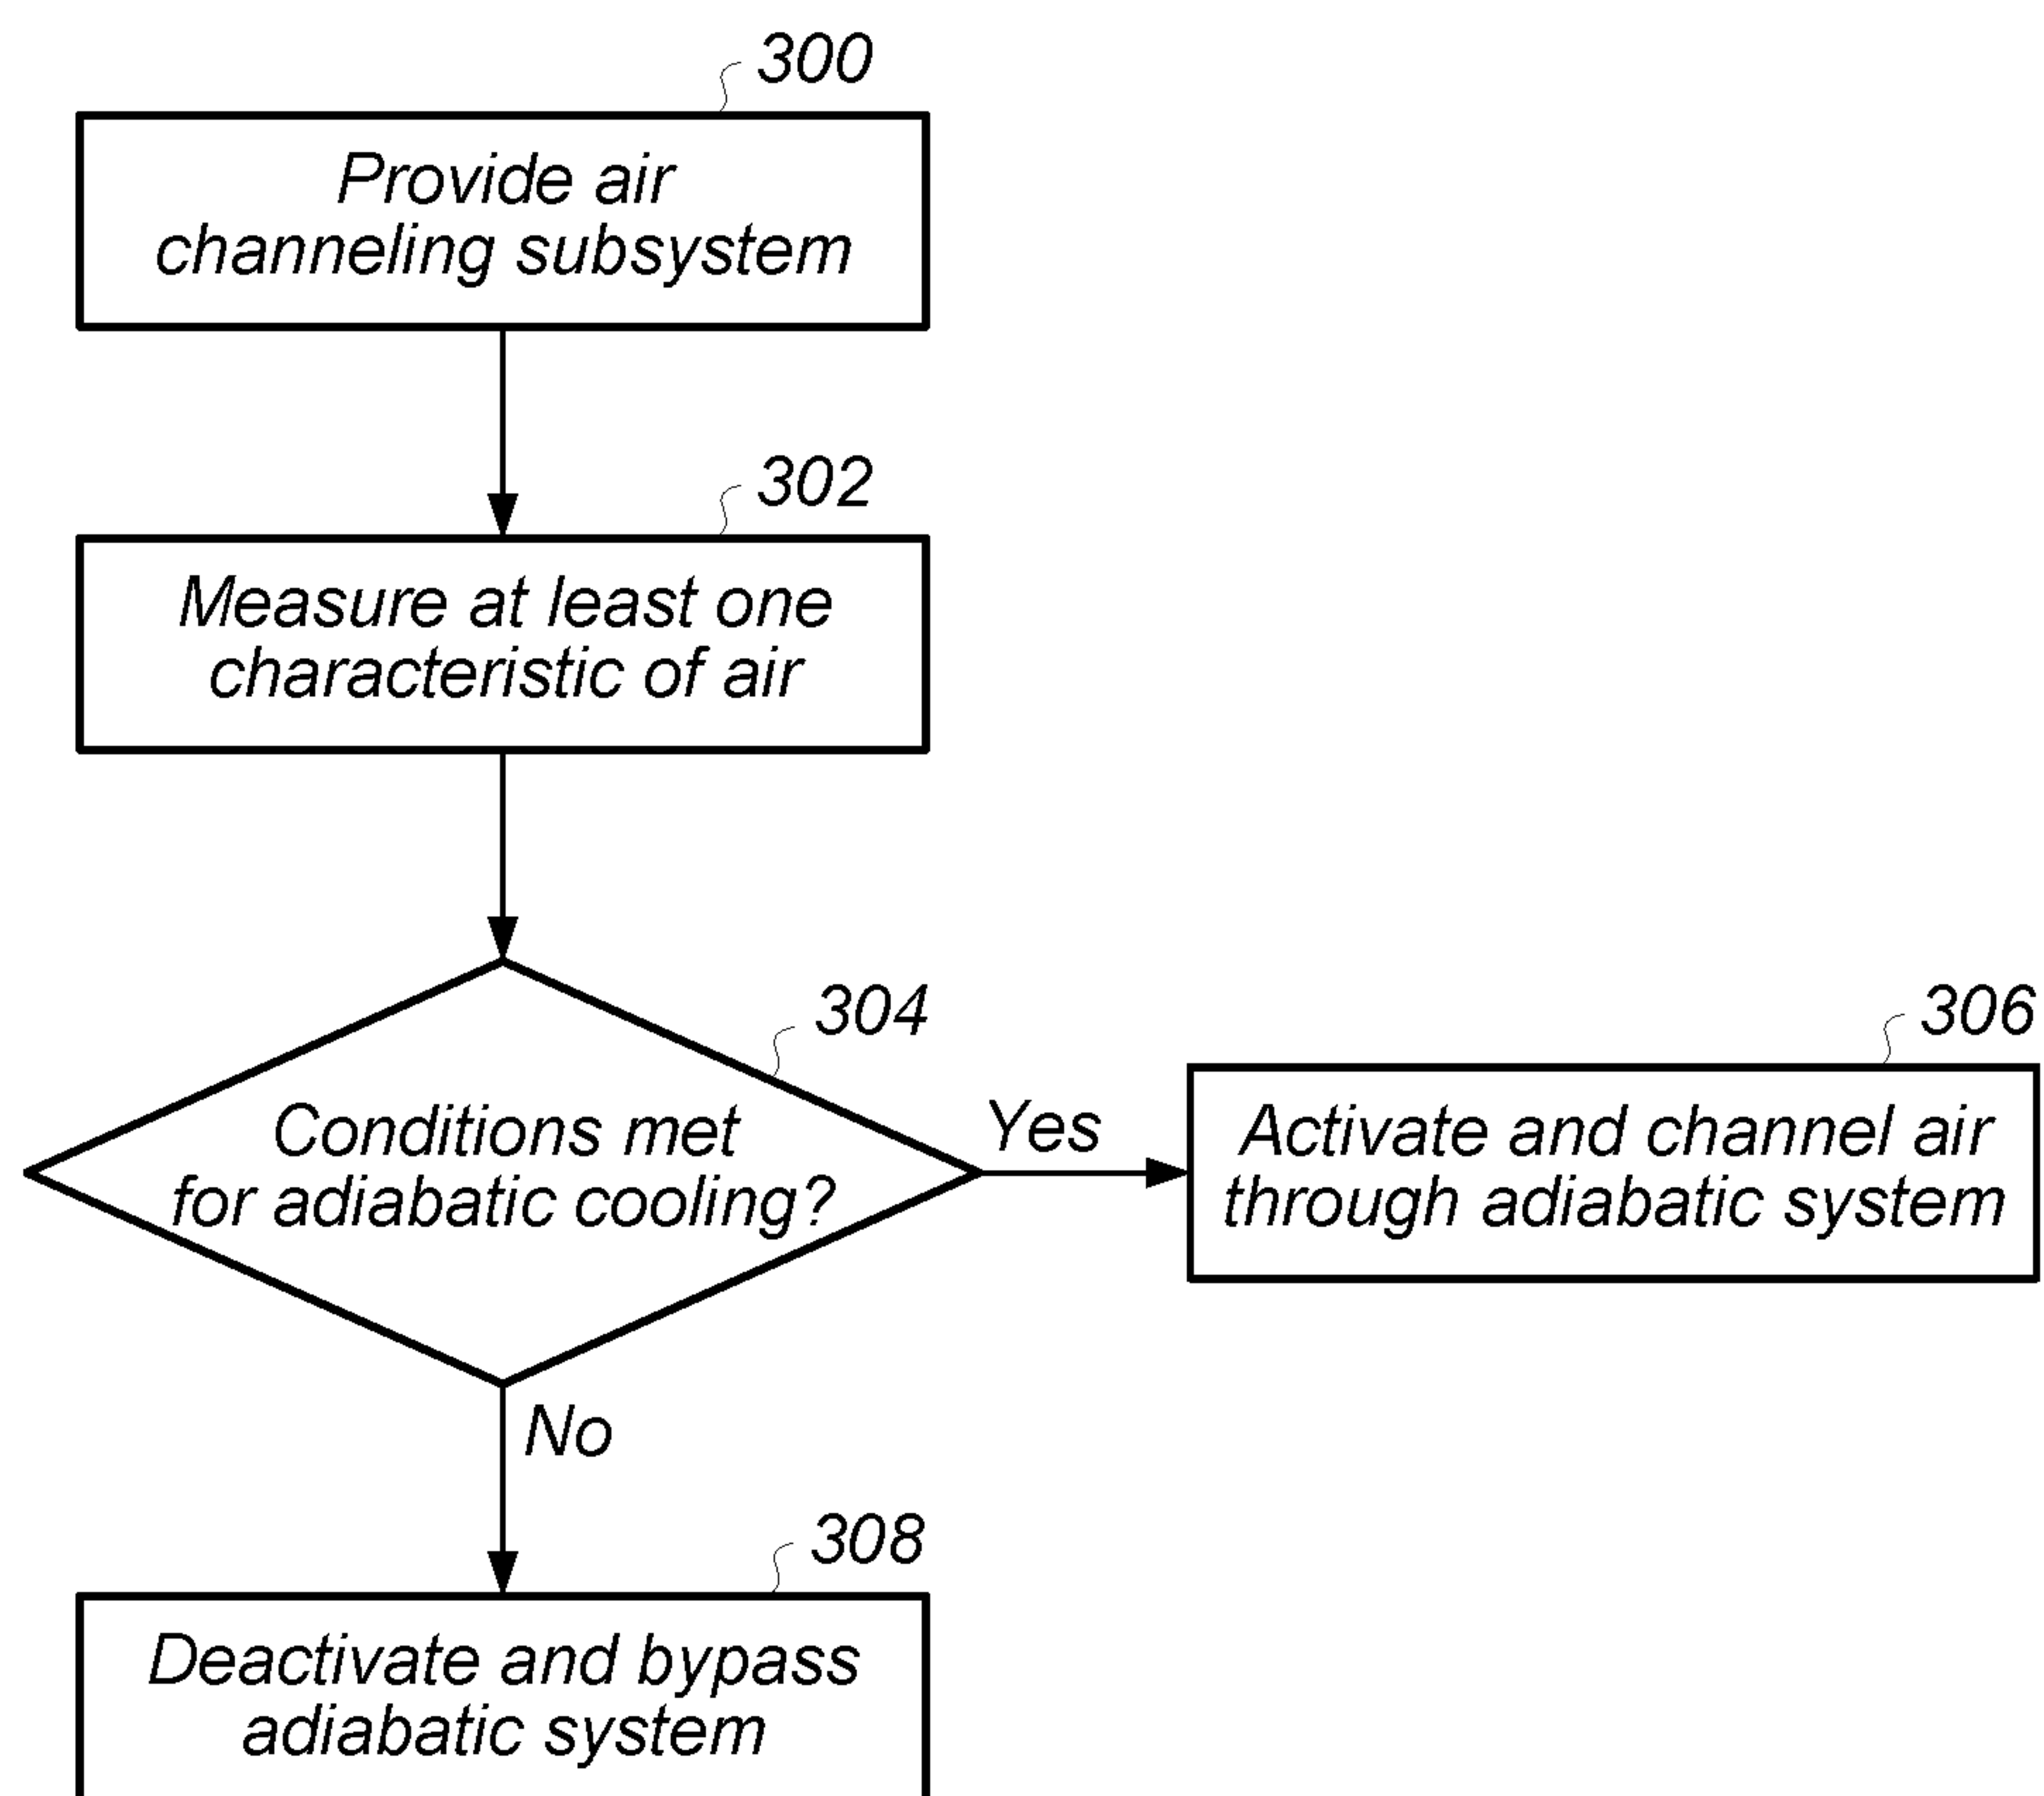 300
Provide air
channeling subsystem
302
Measure at least one
characteristic of air
304
Conditions met
for adiabatic cooling?
Yes
306
Activate and channel air
through adiabatic system
No
308
Deactivate and bypass
adiabatic system